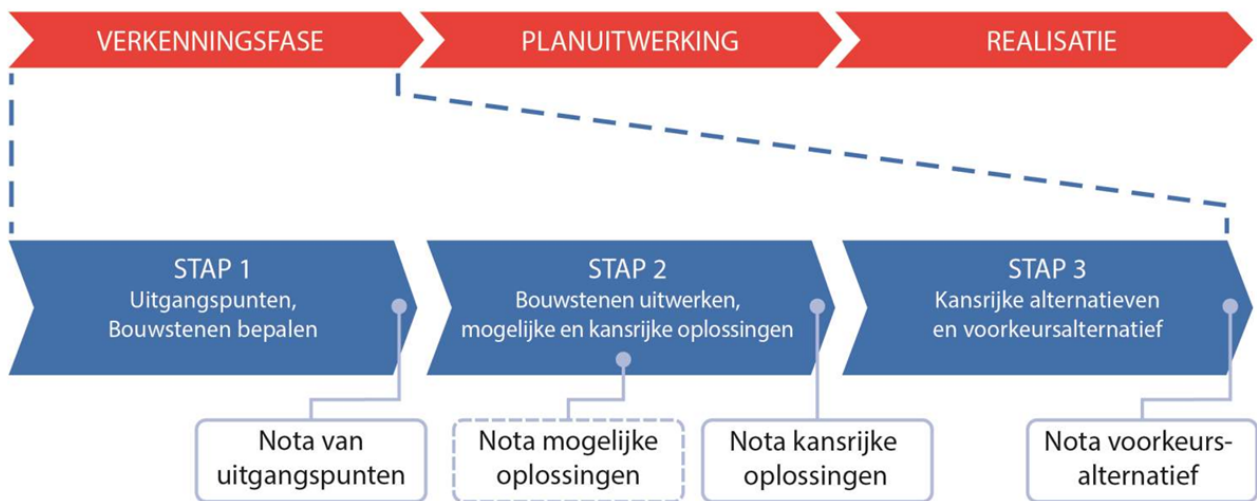 VERKENNINGSFASE
PLANUITWERKING
REALISATIE
STAP 1
Uitgangspunten,
Bouwstenen bepalen
STAP 2
Bouwstenen uitwerken,
mogelijke en kansrijke oplossingen
STAP 3
Kansrijke alternatieven
en voorkeursalternatief
Nota van
uitgangspunten
Nota mogelijke
oplossingen
Nota kansrijke
oplossingen
Nota voorkeurs-
alternatief